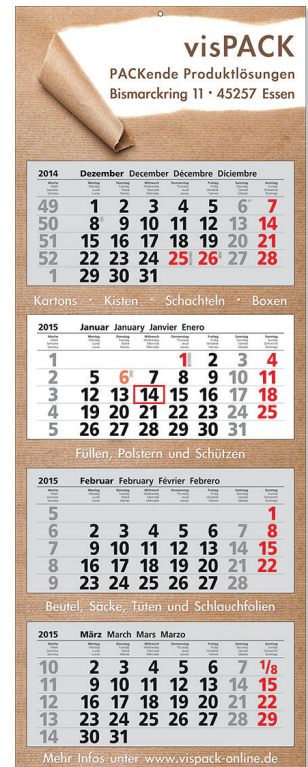 visPACK
PACKende Produktlösungen
Bismarckring 11 · 45257 Essen
2014 Dezember December Décembre Diciembre
49 1 2 3 4 5 6 7
50 8 9 10 11 12 13 14
51 15 16 17 18 19 20 21
52 22 23 24 25 26 27 28
1 29 30 31
Kartons · Kisten · Schachteln · Boxen
2015 Januar January Janvier Enero
1 1 2 3 4
2 5 6 7 8 9 10 11
3 12 13 14 15 16 17 18
4 19 20 21 22 23 24 25
5 26 27 28 29 30 31
Füllen, Polstern und Schützen
2015 Februar February Février Febrero
5 1
6 2 3 4 5 6 7 8
7 9 10 11 12 13 14 15
8 16 17 18 19 20 21 22
9 23 24 25 26 27 28
Beutel, Säcke, Tüten und Schlauchfolien
2015 März March Mars Marzo
10 2 3 4 5 6 7 1/8
11 9 10 11 12 13 14 15
12 16 17 18 19 20 21 22
13 23 24 25 26 27 28 29
14 30 31
Mehr Infos unter www.vispack-online.de